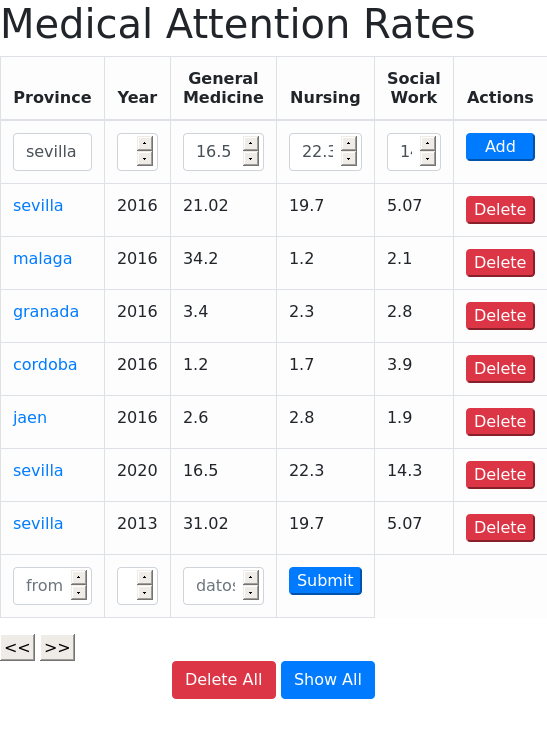 Medical Attention Rates
Province Year General Medicine Nursing Social Work Actions
sevilla 16.5 22.3 14 Add
sevilla 2016 21.02 19.7 5.07 Delete
malaga 2016 34.2 1.2 2.1 Delete
granada 2016 3.4 2.3 2.8 Delete
cordoba 2016 1.2 1.7 3.9 Delete
jaen 2016 2.6 2.8 1.9 Delete
sevilla 2020 16.5 22.3 14.3 Delete
sevilla 2013 31.02 19.7 5.07 Delete
from datos Submit
<< >>
Delete All Show All